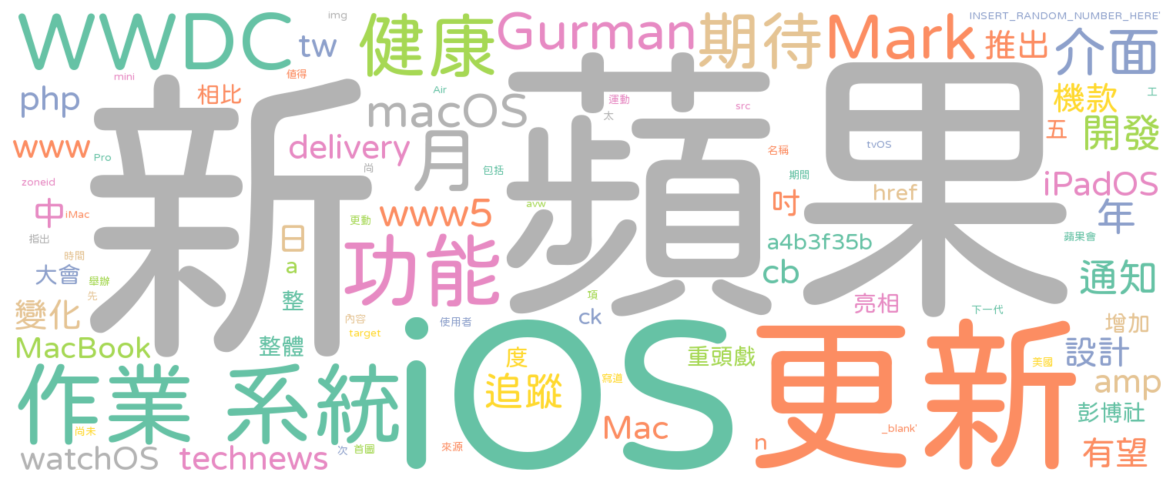 WWDC
img
tw
健康
Gurman
期待
Mark
INSERT_RANDOM_NUMBER_HERE'
推出
介面
mini
值得
php
相比
macOS
Air
運動
太
src
機款
工
開發
五
www
Pro
delivery
月
尚
包括
新
蘋果
tvOS
名稱
期間
zoneid
iMac
中
指出
更動
www5
avw
吋
href
iPadOS
年
蘋果會
日
a
時間
大會
舉辦
先
功能
a4b3f35b
cb
通知
整
項
ck
亮相
下一代
變化
內容
target
使用者
增加
MacBook
整體
iOS
度
追蹤
寫道
重頭戲
更新
設計
美國
amp
作業系統
彭博社
尚未
Mac
n
_blank'
watchOS
technews
次
首圖
來源
有望